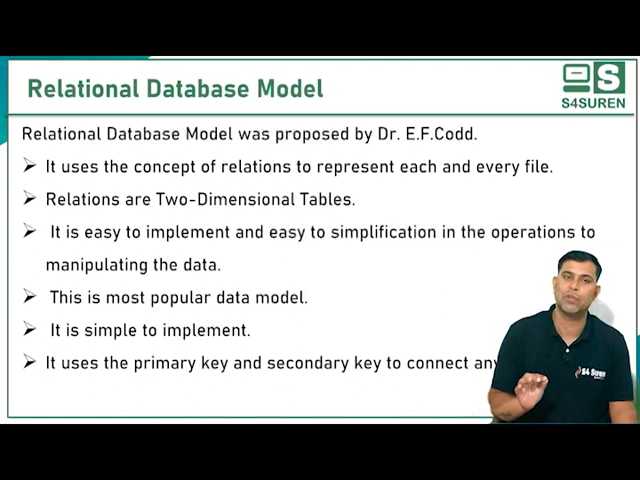 Relational Database Model
S
S4SUREN
Relational Database Model was proposed by Dr. E.F.Codd.
It uses the concept of relations to represent each and every file.
Relations are Two-Dimensional Tables.
It is easy to implement and easy to simplification in the operations to
manipulating the data.
This is most popular data model.
It is simple to implement.
It uses the primary key and secondary key to connect any
S4 Suren